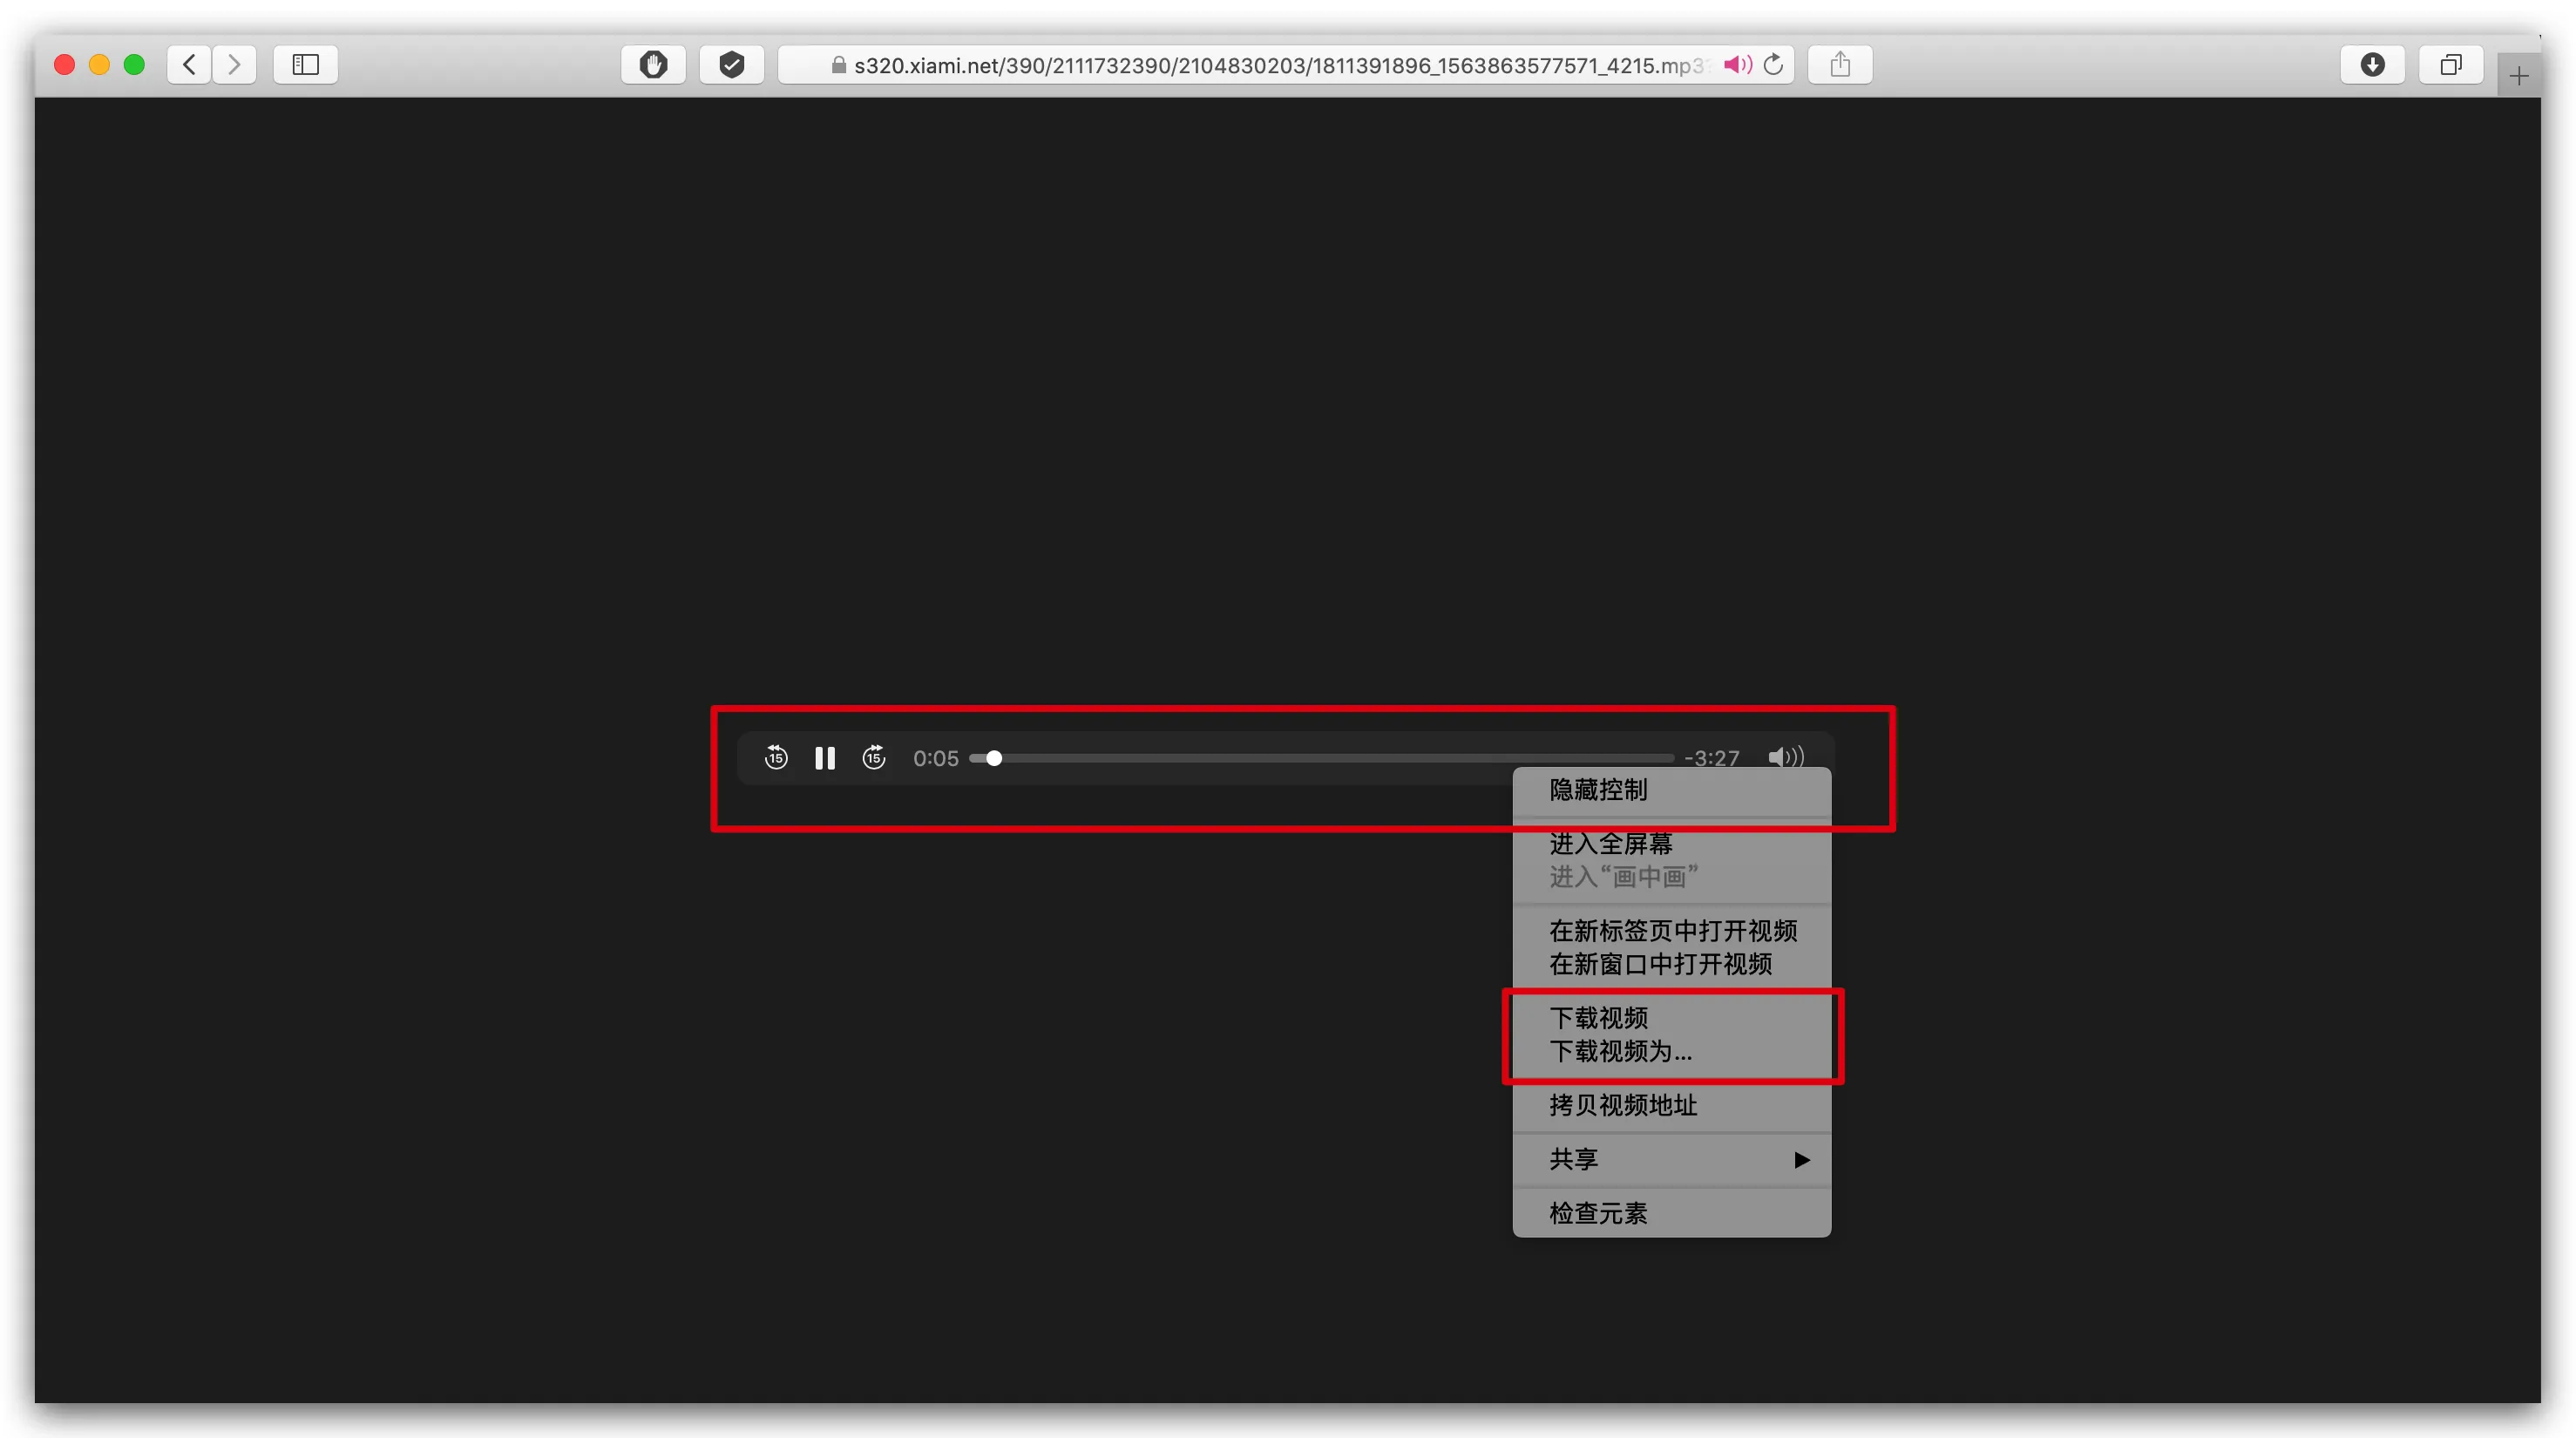 s320.xiami.net/390/2111732390/2104830203/1811391896_1563863577571_4215.mp3?
15
15
0:05
-3:27
隐藏控制
进入全屏幕
进入“画中画”
在新标签页中打开视频
在新窗口中打开视频
下载视频
下载视频为...
拷贝视频地址
共享
检查元素